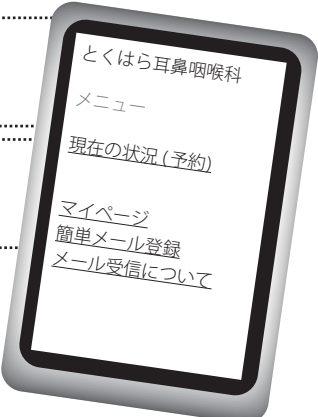 とくはら耳鼻咽喉科
メニュー
現在の状況(予約)
マイページ
簡単メール登録
メール受信について